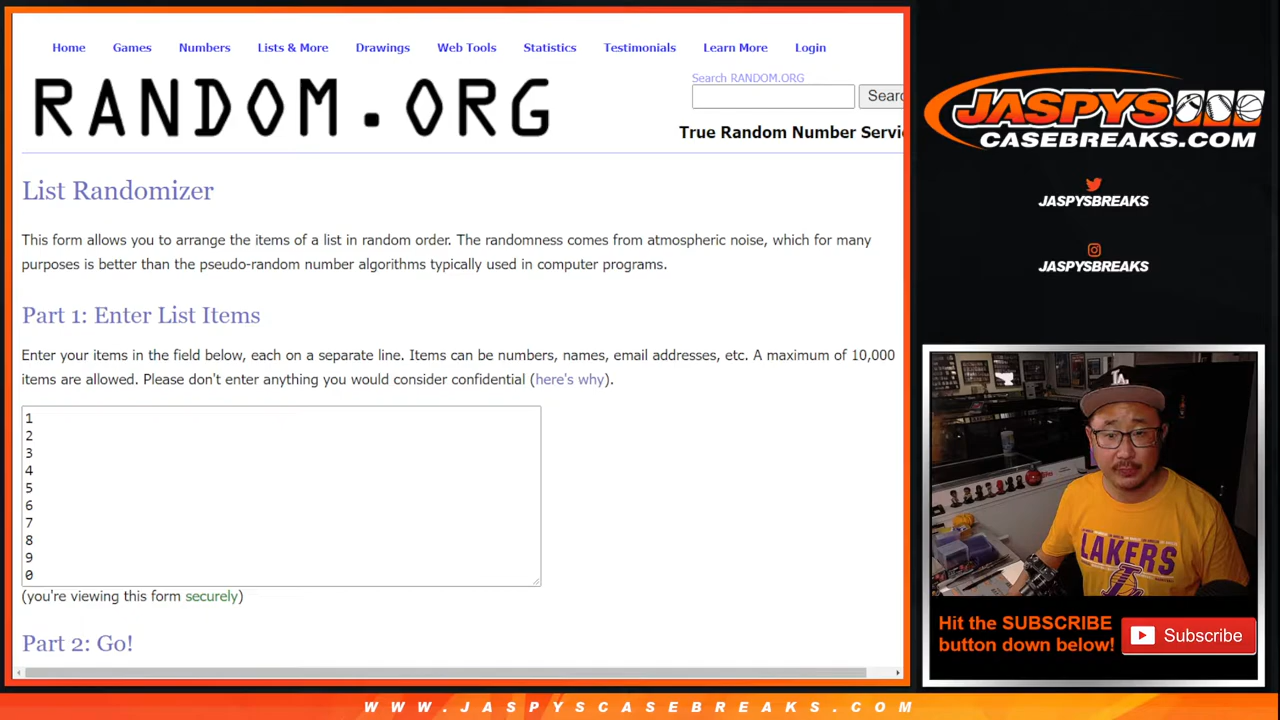 Home Games Numbers Lists & More Drawings Web Tools Statistics Testimonials Learn More Login
RANDOM.ORG
Search RANDOM.ORG
Searc
True Random Number Servi
List Randomizer
This form allows you to arrange the items of a list in random order. The randomness comes from atmospheric noise, which for many
purposes is better than the pseudo-random number algorithms typically used in computer programs.
Part 1: Enter List Items
Enter your items in the field below, each on a separate line. Items can be numbers, names, email addresses, etc. A maximum of 10,000
items are allowed. Please don't enter anything you would consider confidential (here's why).
1
2
3
4
5
6
7
8
9
0
(you're viewing this form securely)
Part 2: Go!
JASPYS
CASEBREAKS.COM
JASPYSBREAKS
JASPYSBREAKS
LA
LAKERS
Hit the SUBSCRIBE
button down below!
Subscribe
WWW.JASPYSCASEBREAKS.COM